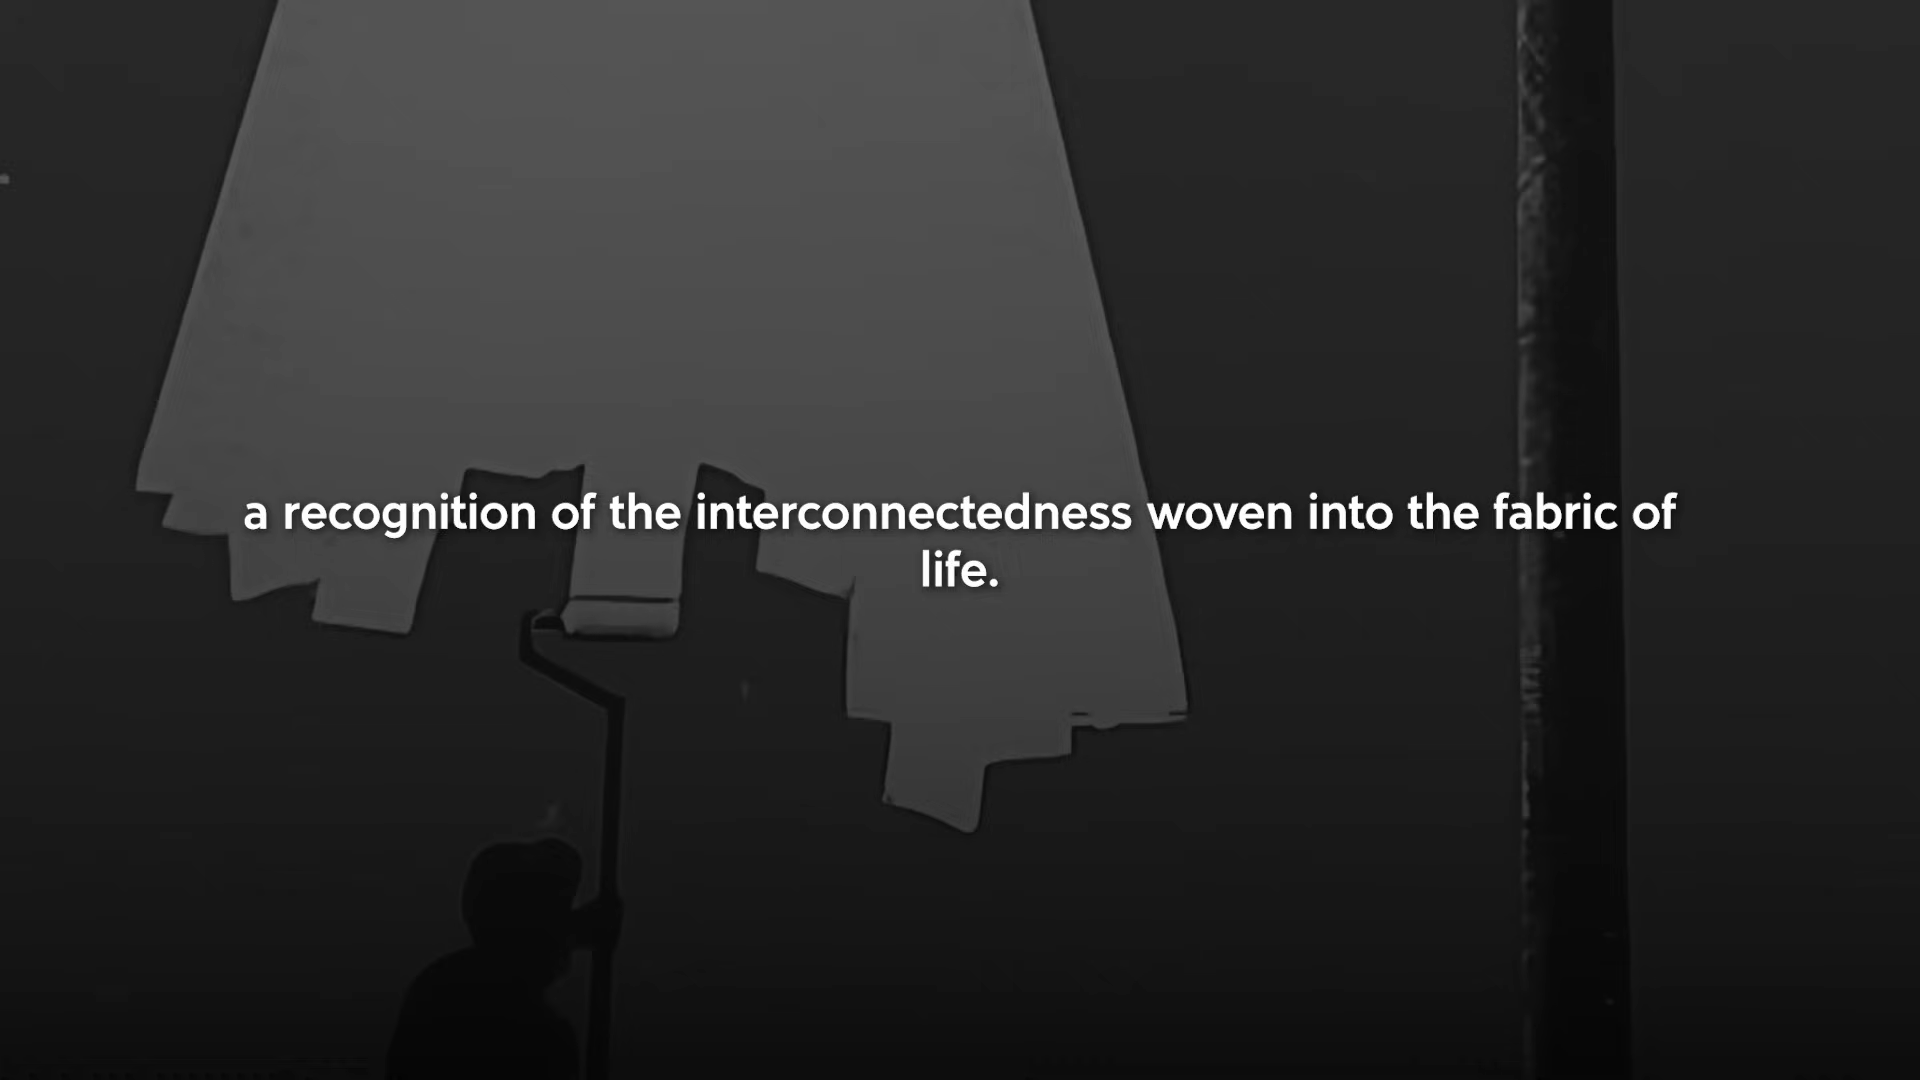 a recognition of the interconnectedness woven into the fabric of
life.